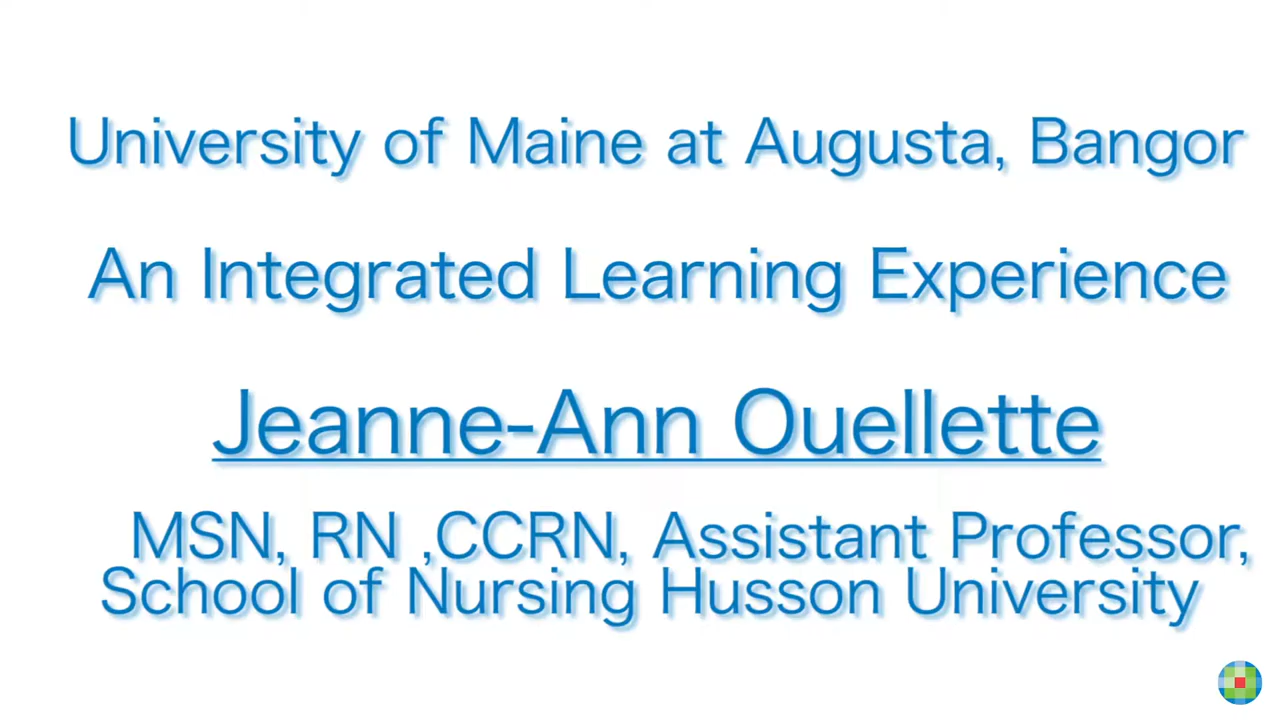 University of Maine at Augusta, Bangor
An Integrated Learning Experience
Jeanne-Ann Ouellette
MSN, RN ,CCRN, Assistant Professor,
School of Nursing Husson University